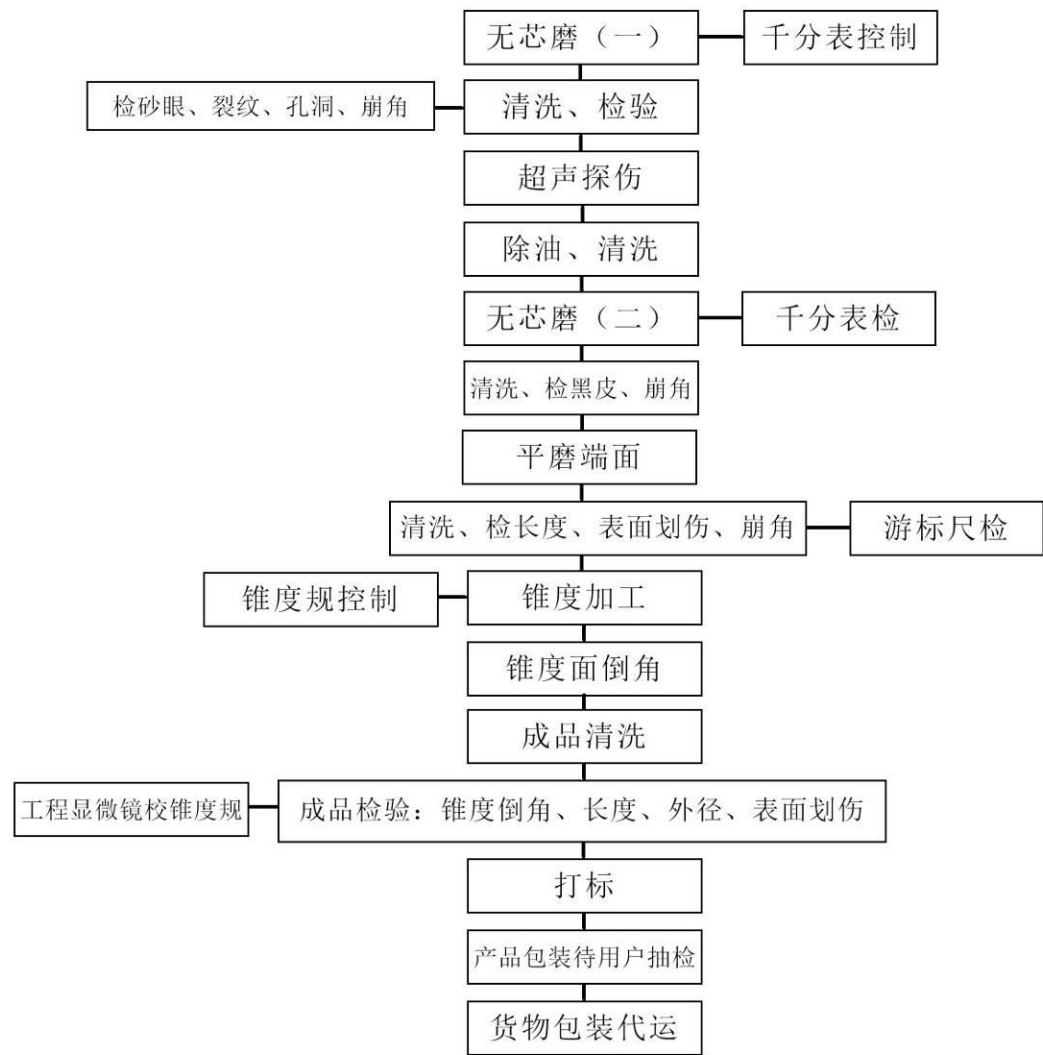 无芯磨（一）
千分表控制
检砂眼、裂纹、孔洞、崩角
清洗、检验
超声探伤
除油、清洗
无芯磨（二）
千分表检
清洗、检黑皮、崩角
平磨端面
清洗、检长度、表面划伤、崩角
游标尺检
锥度规控制
锥度加工
锥度面倒角
成品清洗
工程显微镜校锥度规
成品检验：锥度倒角、长度、外径、表面划伤
打标
产品包装待用户抽检
货物包装代运